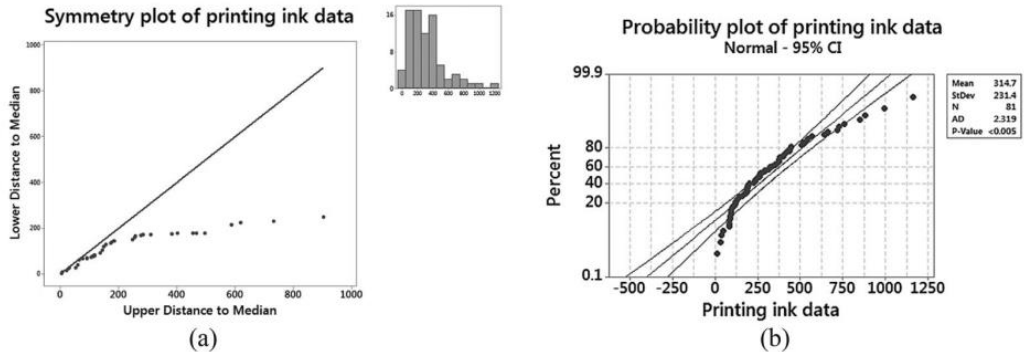 Symmetry plot of printing ink data
1000
800
600
400
200
0
Lower Distance to Median
0 200 400 600 800 1000
Upper Distance to Median
16
8
0
0 200 400 600 800 1000 1200
(a)
Probability plot of printing ink data
Normal - 95% CI
99.9
80
60
40
20
0.1
Percent
-500 -250 0 250 500 750 1000 1250
Printing ink data
Mean 314.7
StDev 231.4
N 81
AD 2.319
P-Value <0.005
(b)